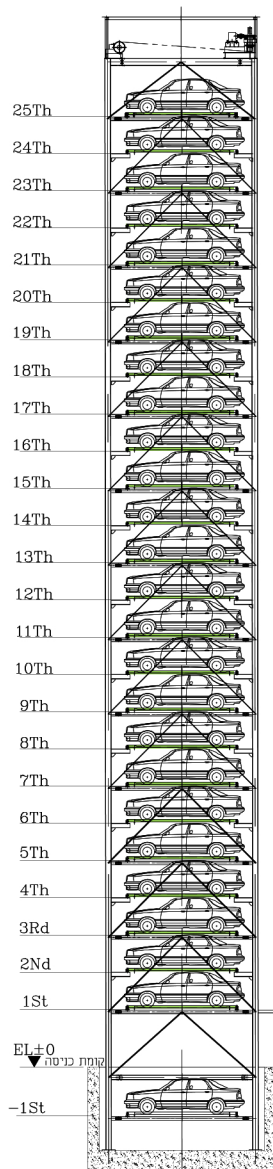 25Th
24Th
23Th
22Th
21Th
20Th
19Th
18Th
17Th
16Th
15Th
14Th
13Th
12Th
11Th
10Th
9Th
8Th
7Th
6Th
5Th
4Th
3Rd
2Nd
1St
EL±0
קומת כניסה
-1St